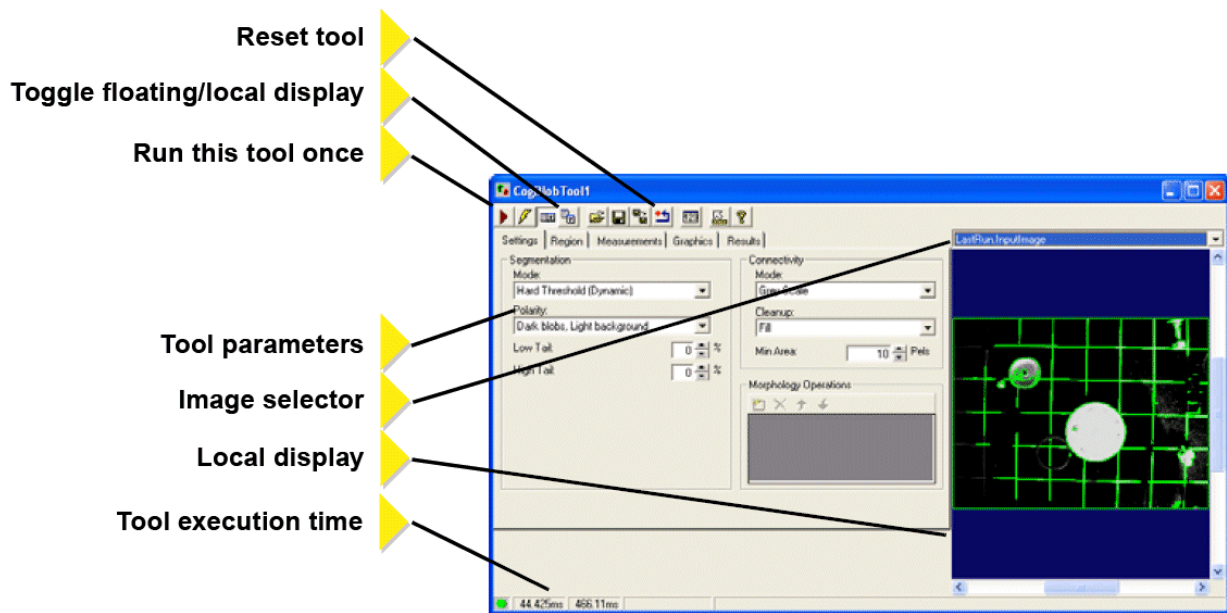 Reset tool
Toggle floating/local display
Run this tool once
CogBlobTool1
Settings Region Measurements Graphics Results
LastRun.InputImage
Segmentation
Mode:
Hard Threshold (Dynamic)
Polarity:
Dark blobs, Light background
Low Tail: 0 %
High Tail: 0 %
Connectivity
Mode:
Grey Scale
Cleanup:
Fill
Min Area: 10 Pels
Morphology Operations
Tool parameters
Image selector
Local display
Tool execution time
44.425ms 466.11ms